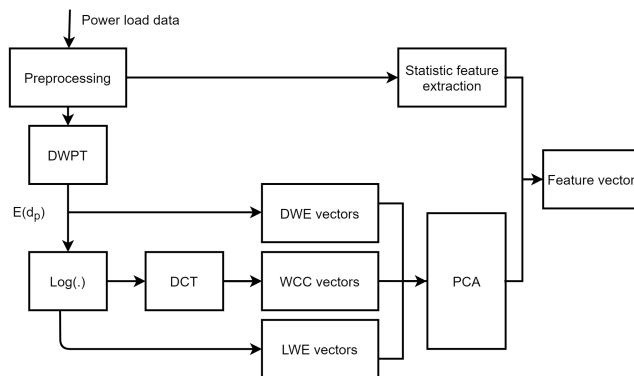 Power load data
Preprocessing
Statistic feature
extraction
DWPT
Feature vector
E(dp)
DWE vectors
Log(.)
DCT
WCC vectors
PCA
LWE vectors